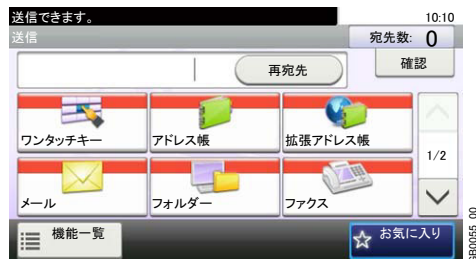 送信できます。 10:10
送信 宛先数: 0
再宛先 確認
ワンタッチキー アドレス帳 拡張アドレス帳
1/2
メール フォルダー ファクス
機能一覧 お気に入り
GB0055_00